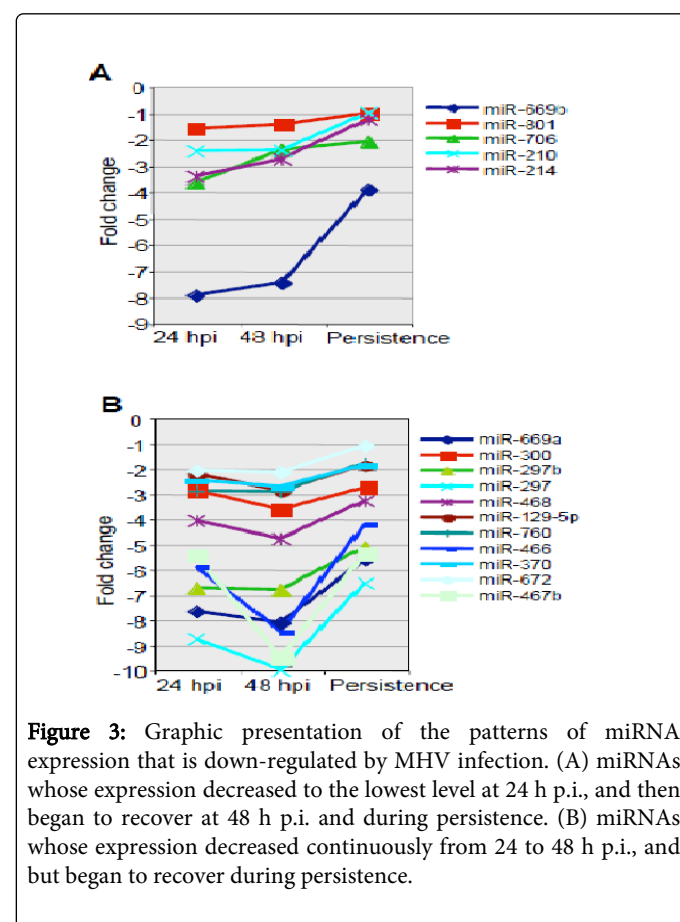 A
0
-1
-2
-3
-4
-5
-6
-7
-8
-9
Fold change
24 hpi 48 hpi Persistence
miR-669b
miR-801
miR-706
miR-210
miR-214
B
0
-1
-2
-3
-4
-5
-6
-7
-8
-9
-10
Fold change
24 hpi 48 hpi Persistence
miR-669a
miR-300
miR-297b
miR-297
miR-468
miR-129-5p
miR-760
miR-466
miR-370
miR-672
miR-467b
Figure 3: Graphic presentation of the patterns of miRNA
expression that is down-regulated by MHV infection. (A) miRNAs
whose expression decreased to the lowest level at 24 h p.i., and then
began to recover at 48 h p.i. and during persistence. (B) miRNAs
whose expression decreased continuously from 24 to 48 h p.i., and
but began to recover during persistence.